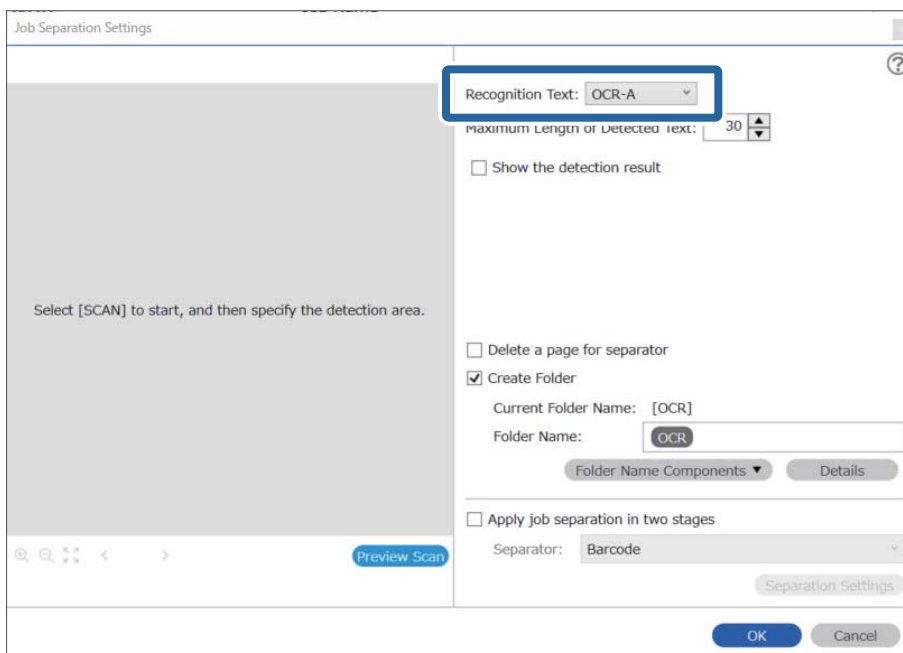 Job Separation Settings
Recognition Text: OCR-A
Maximum Length of Detected Text: 30
Show the detection result
Select [SCAN] to start, and then specify the detection area.
Delete a page for separator
Create Folder
Current Folder Name: [OCR]
Folder Name: OCR
Folder Name Components ▼ Details
Apply job separation in two stages
Separator: Barcode
Preview Scan
Separation Settings
OK Cancel